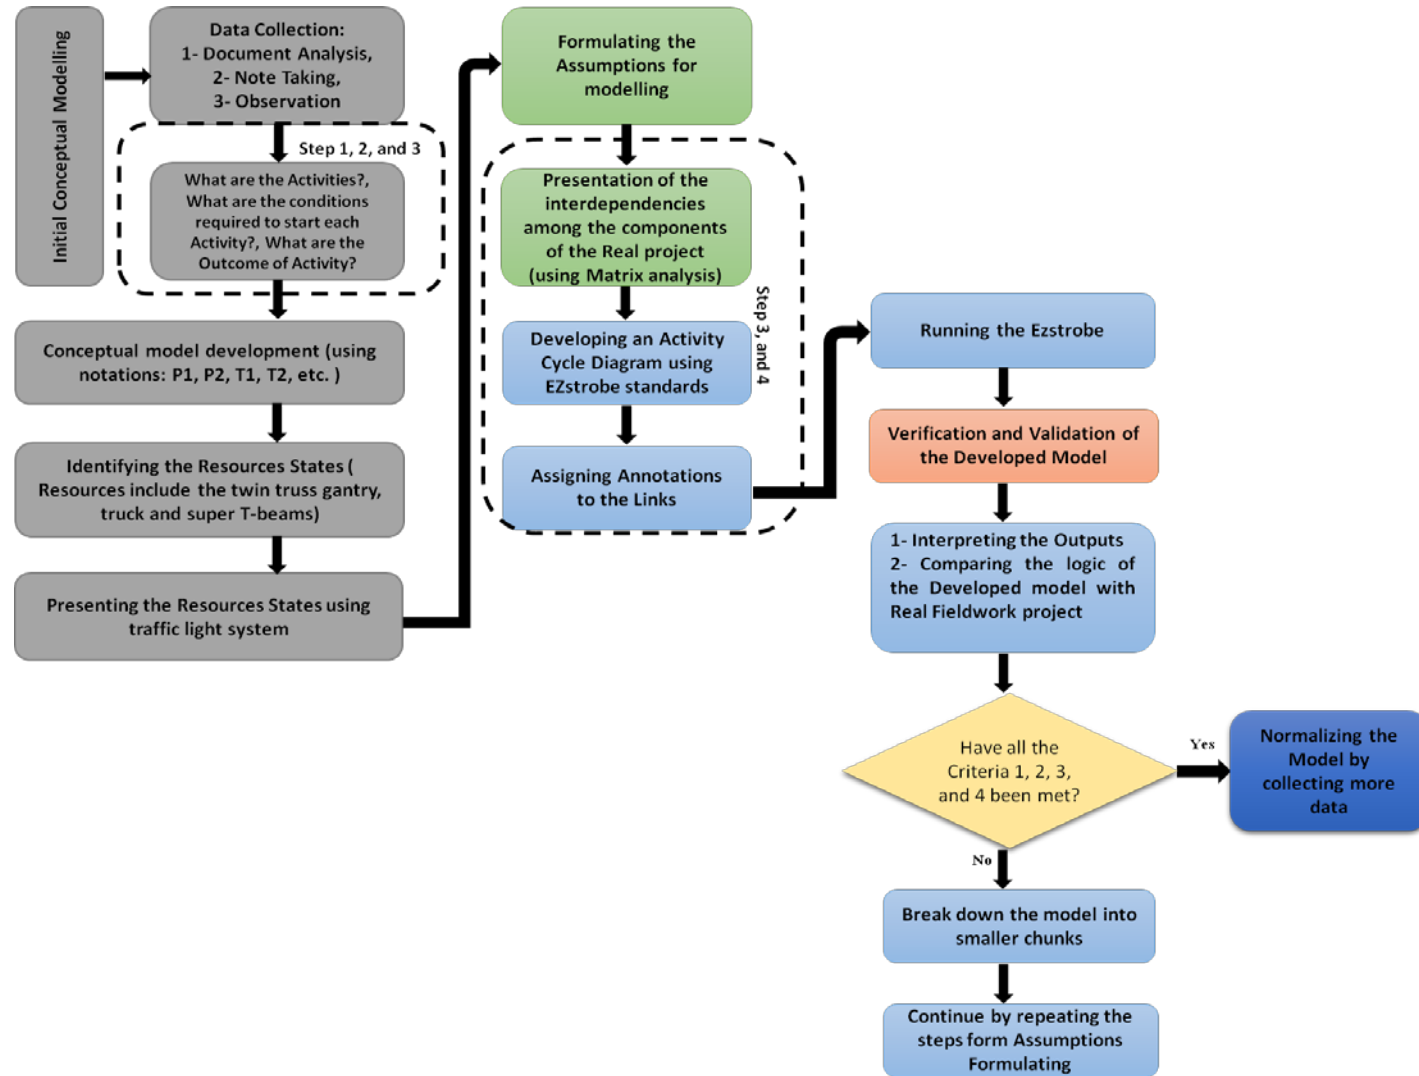 Initial Conceptual Modelling
Data Collection:
1- Document Analysis,
2- Note Taking,
3- Observation
Step 1, 2, and 3
What are the Activities?,
What are the conditions
required to start each
Activity?, What are the
Outcome of Activity?
Conceptual model development (using
notations: P1, P2, T1, T2, etc. )
Identifying the Resources States (
Resources include the twin truss gantry,
truck and super T-beams)
Presenting the Resources States using
traffic light system
Formulating the
Assumptions for
modelling
Presentation of the
interdependencies
among the components
of the Real project
(using Matrix analysis)
Step 3, and 4
Developing an Activity
Cycle Diagram using
EZstrobe standards
Assigning Annotations
to the Links
Running the Ezstrobe
Verification and Validation of
the Developed Model
1- Interpreting the Outputs
2- Comparing the logic of
the Developed model with
Real Fieldwork project
Have all the
Criteria 1, 2, 3,
and 4 been met?
Yes
Normalizing the
Model by
collecting more
data
No
Break down the model into
smaller chunks
Continue by repeating the
steps form Assumptions
Formulating